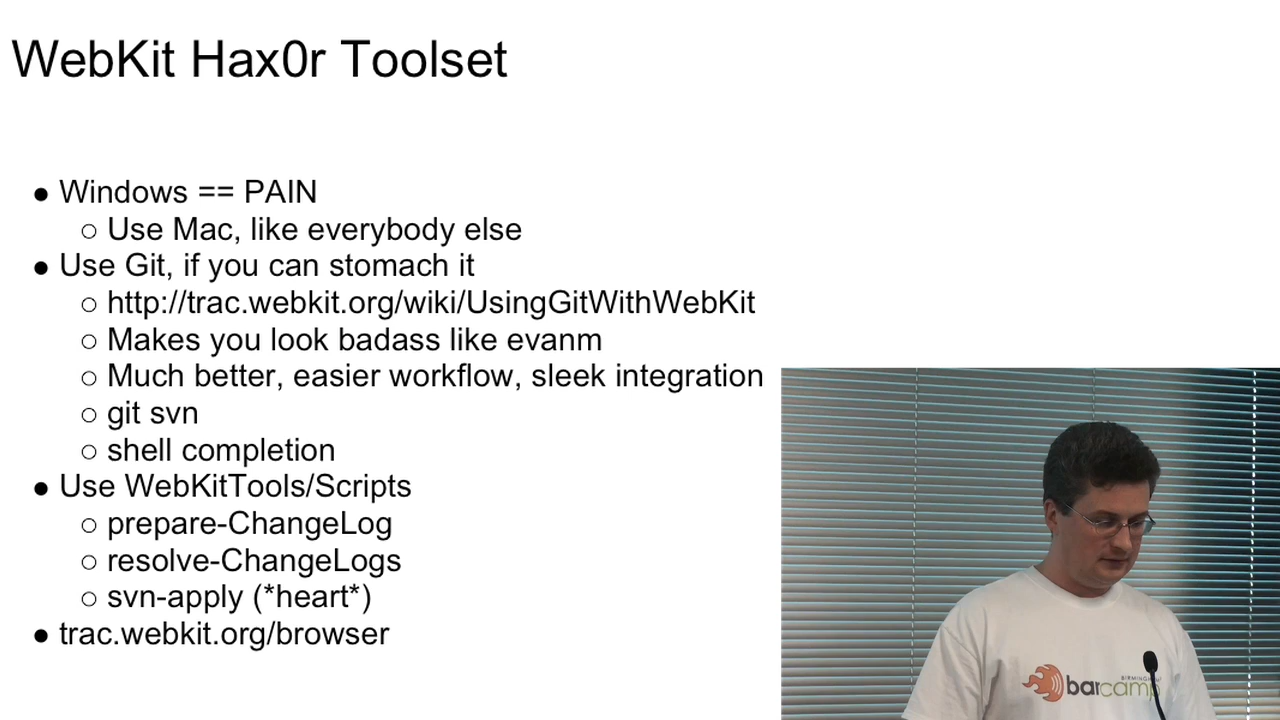 WebKit Hax0r Toolset
● Windows == PAIN
○ Use Mac, like everybody else
● Use Git, if you can stomach it
○ http://trac.webkit.org/wiki/UsingGitWithWebKit
○ Makes you look badass like evanm
○ Much better, easier workflow, sleek integration
○ git svn
○ shell completion
● Use WebKitTools/Scripts
○ prepare-ChangeLog
○ resolve-ChangeLogs
○ svn-apply (*heart*)
● trac.webkit.org/browser
BIRMINGHAM
barcamp